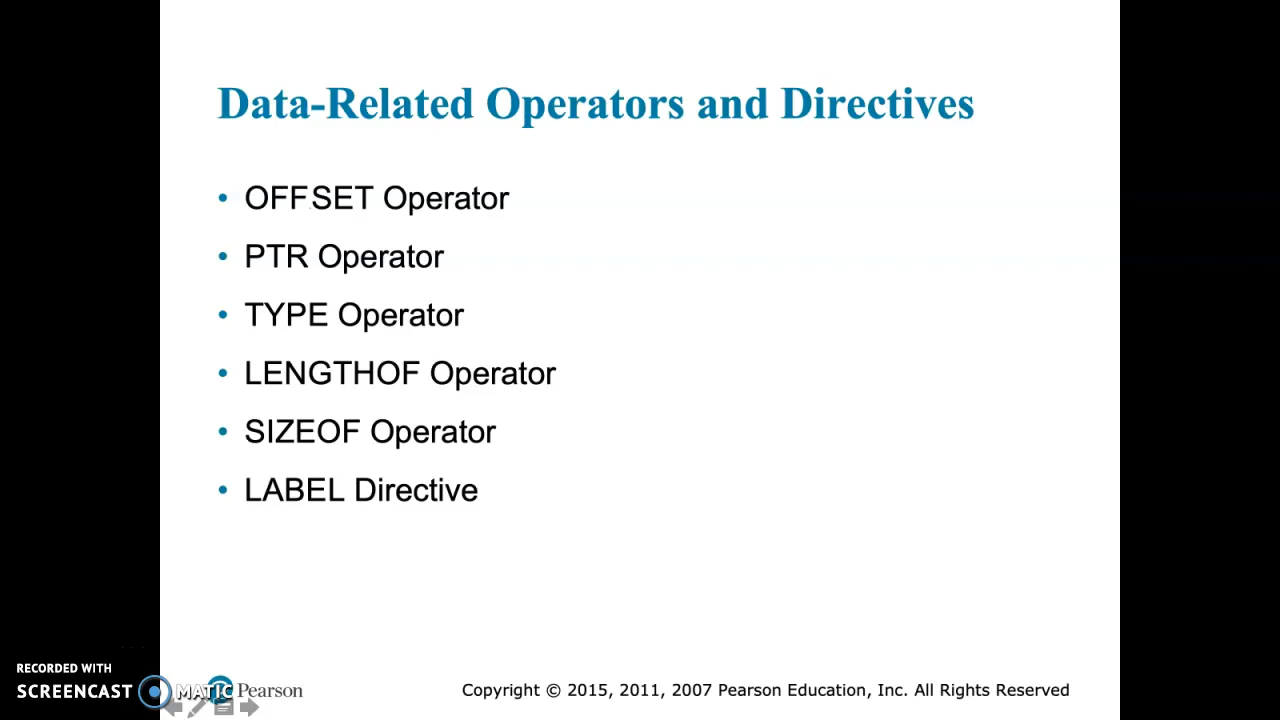 Data-Related Operators and Directives
• OFFSET Operator
• PTR Operator
• TYPE Operator
• LENGTHOF Operator
• SIZEOF Operator
• LABEL Directive
RECORDED WITH
SCREENCAST MATIC
Pearson
Copyright © 2015, 2011, 2007 Pearson Education, Inc. All Rights Reserved